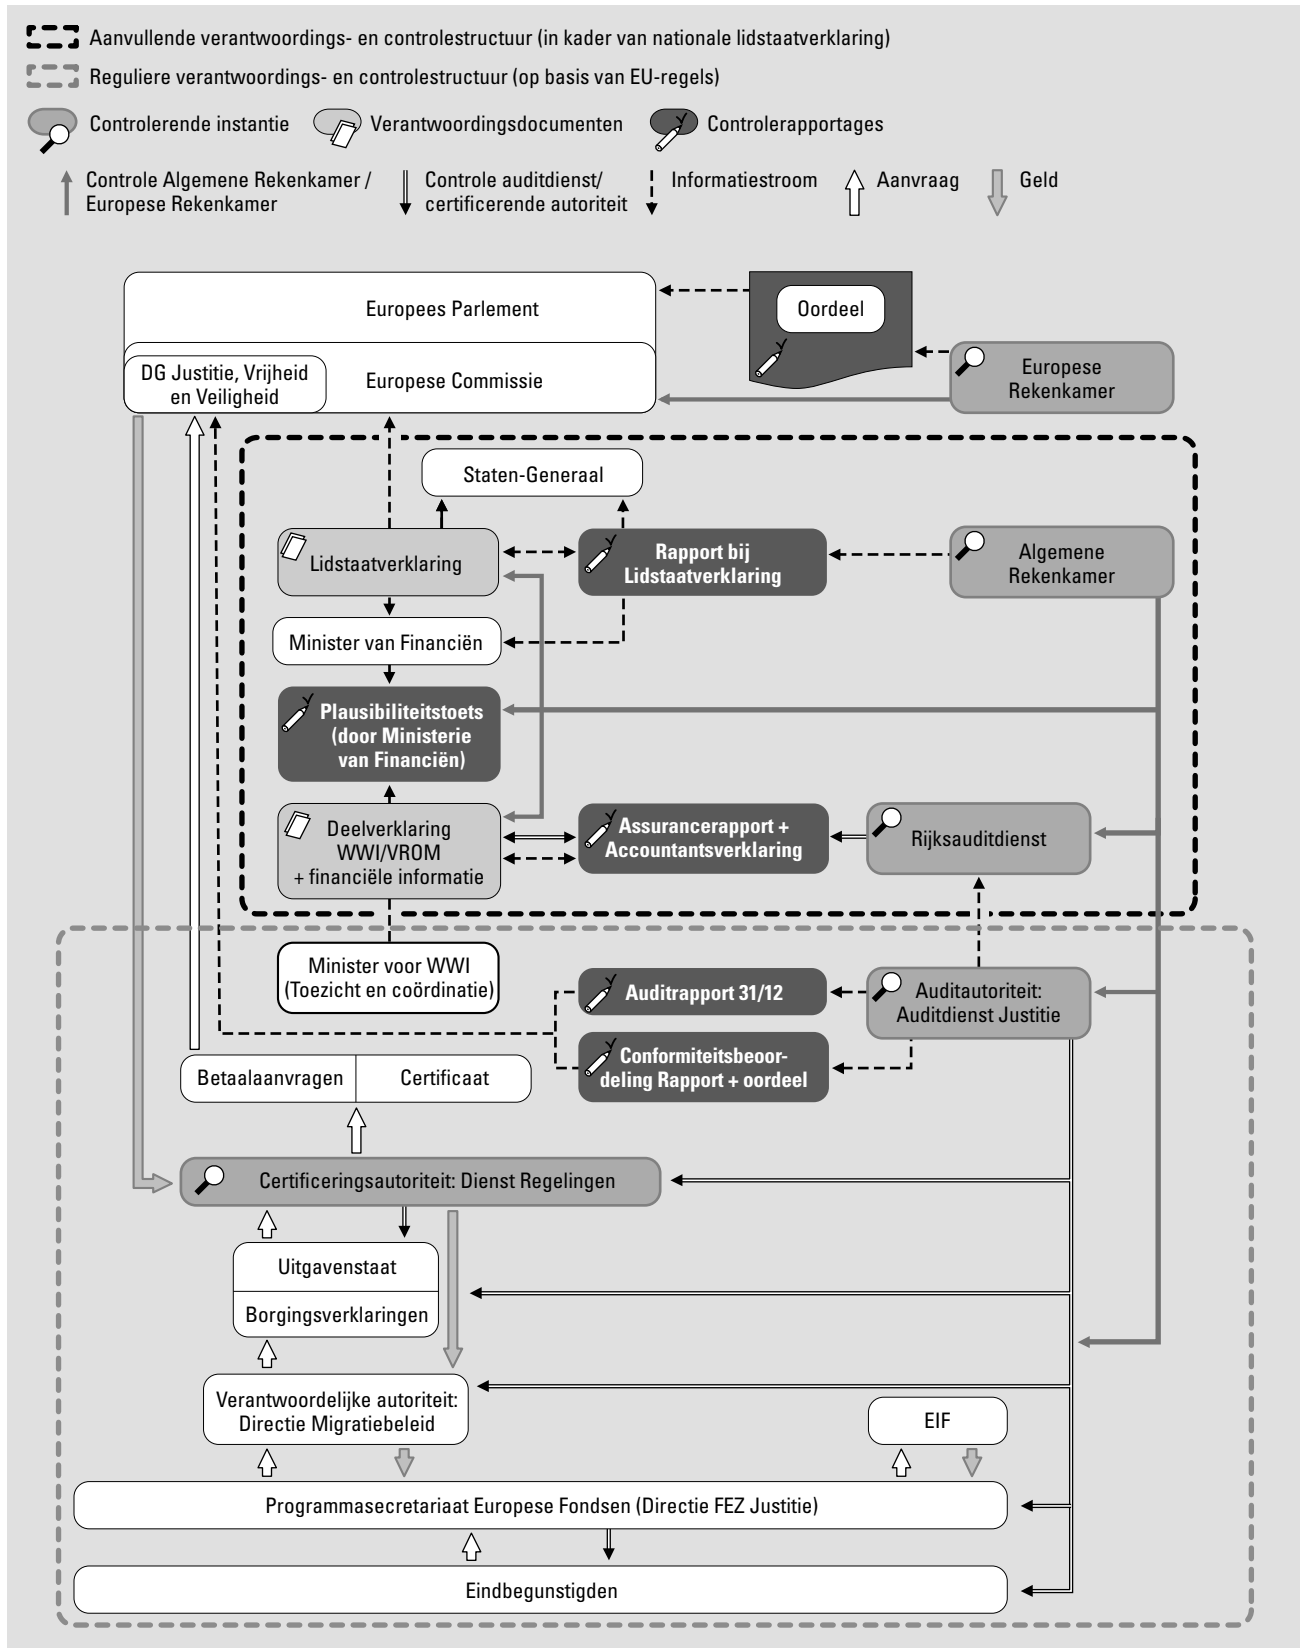 Aanvullende verantwoordings- en controlestructuur (in kader van nationale lidstaatverklaring)
Reguliere verantwoordings- en controlestructuur (op basis van EU-regels)
Controlerende instantie
Verantwoordingsdocumenten
Controlerapportages
Controle Algemene Rekenkamer /
Europese Rekenkamer
Controle auditdienst/
certificerende autoriteit
Informatiestroom
Aanvraag
Geld
Europees Parlement
Oordeel
DG Justitie, Vrijheid
en Veiligheid
Europese Commissie
Europese
Rekenkamer
Staten-Generaal
Lidstaatverklaring
Rapport bij
Lidstaatverklaring
Algemene
Rekenkamer
Minister van Financiën
Plausibiliteitstoets
(door Ministerie
van Financiën)
Deelverklaring
WWI/VROM
+ financiële informatie
Assurancerapport +
Accountantsverklaring
Rijksauditdienst
Minister voor WWI
(Toezicht en coördinatie)
Auditrapport 31/12
Auditautoriteit:
Auditdienst Justitie
Conformiteitsbeoor-
deling Rapport + oordeel
Betaalaanvragen
Certificaat
Certificeringsautoriteit: Dienst Regelingen
Uitgavenstaat
Borgingsverklaringen
Verantwoordelijke autoriteit:
Directie Migratiebeleid
EIF
Programmasecretariaat Europese Fondsen (Directie FEZ Justitie)
Eindbegunstigden